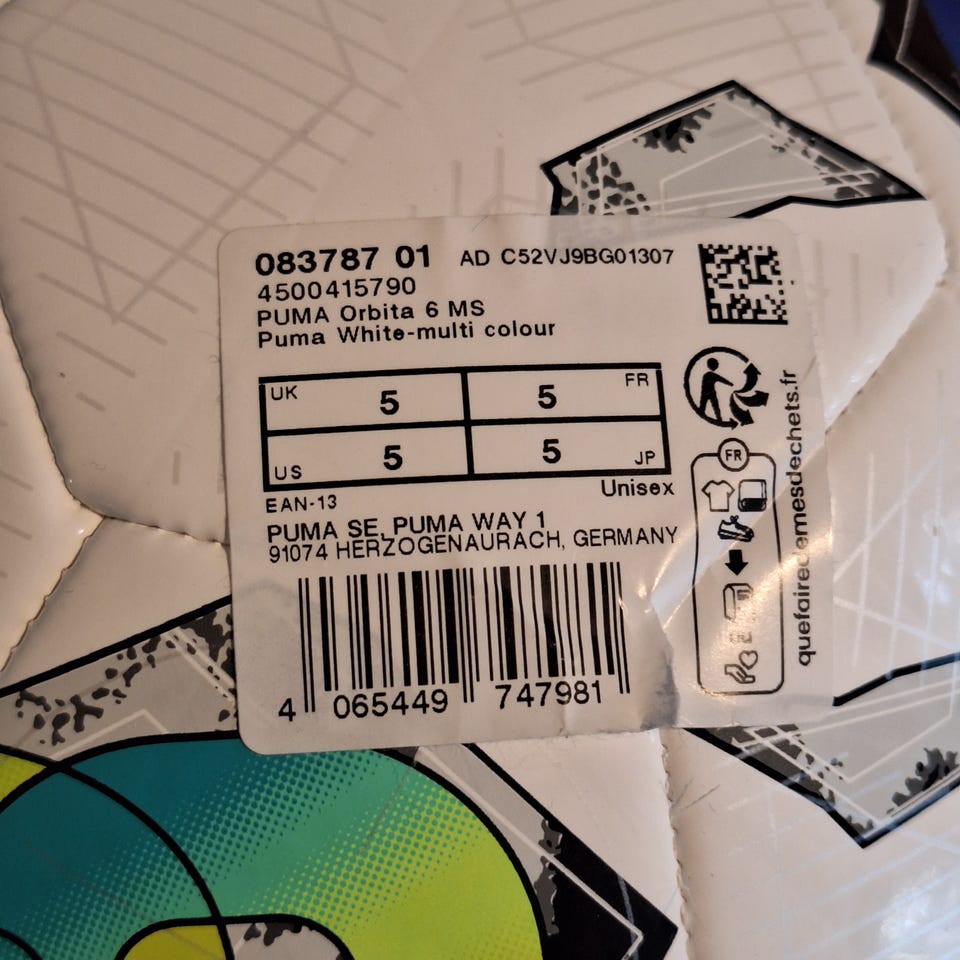 083787 01 AD C52VJ9BG01307
4500415790
PUMA Orbita 6 MS
Puma White-multi colour
UK 5 5 FR
US 5 5 JP
EAN-13 Unisex
PUMA SE, PUMA WAY 1
91074 HERZOGENAURACH, GERMANY
4 065449 747981
FR
quefairedemesdechets.fr